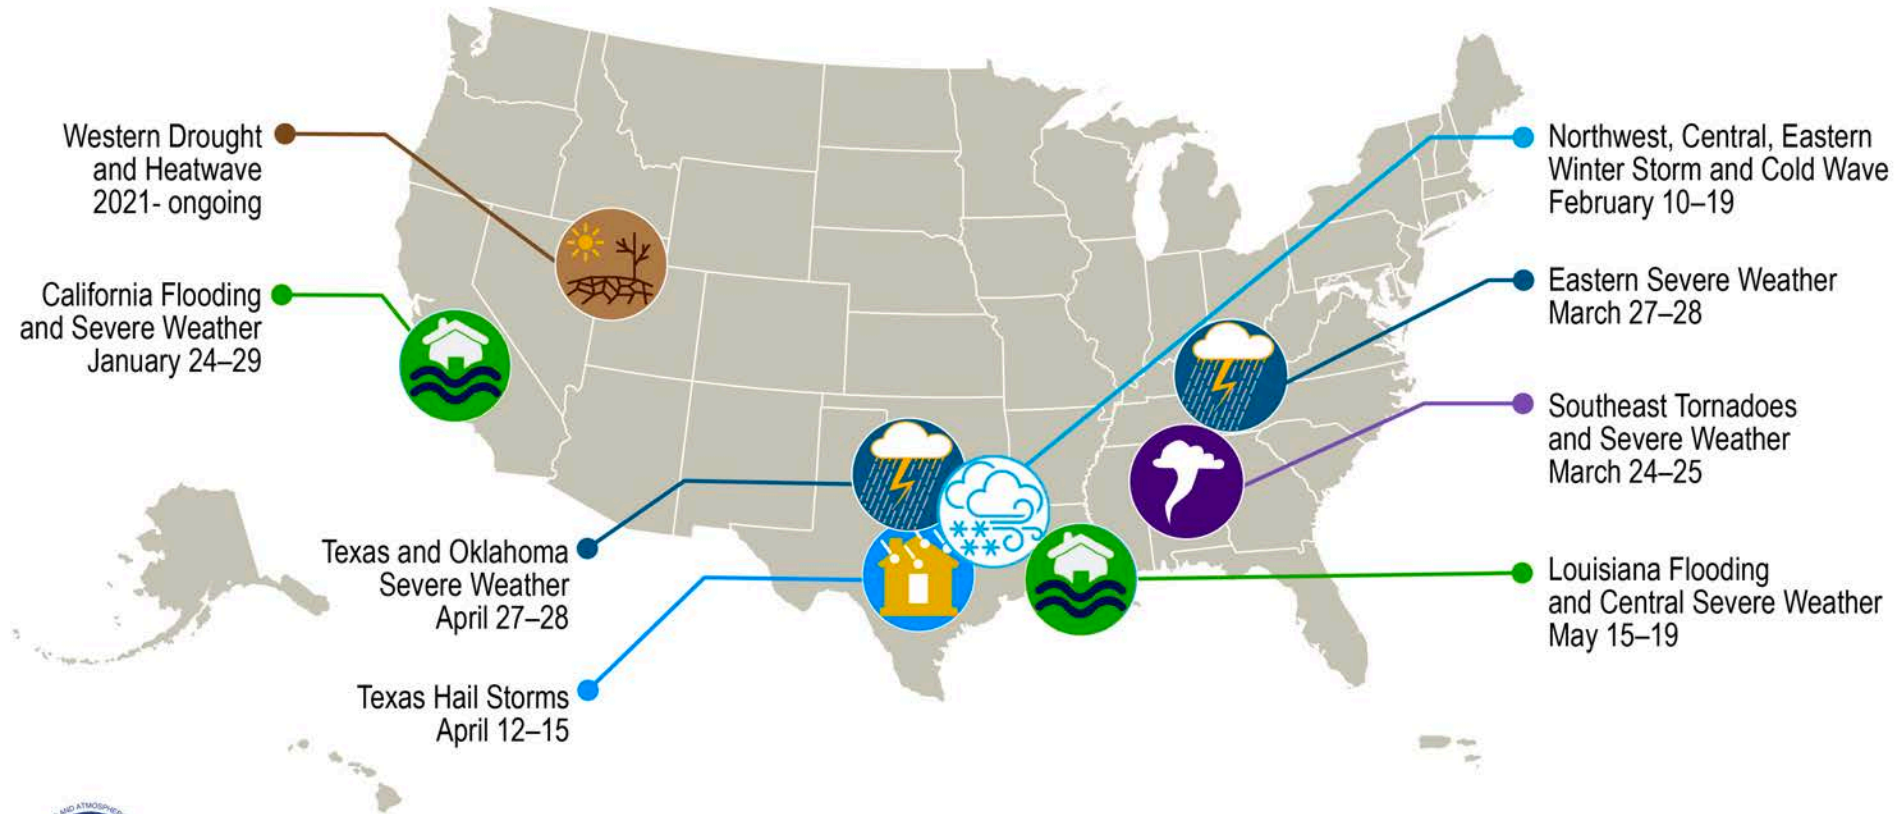 Western Drought
and Heatwave
2021- ongoing
California Flooding
and Severe Weather
January 24–29
Texas and Oklahoma
Severe Weather
April 27–28
Texas Hail Storms
April 12–15
Northwest, Central, Eastern
Winter Storm and Cold Wave
February 10–19
Eastern Severe Weather
March 27–28
Southeast Tornadoes
and Severe Weather
March 24–25
Louisiana Flooding
and Central Severe Weather
May 15–19
AND